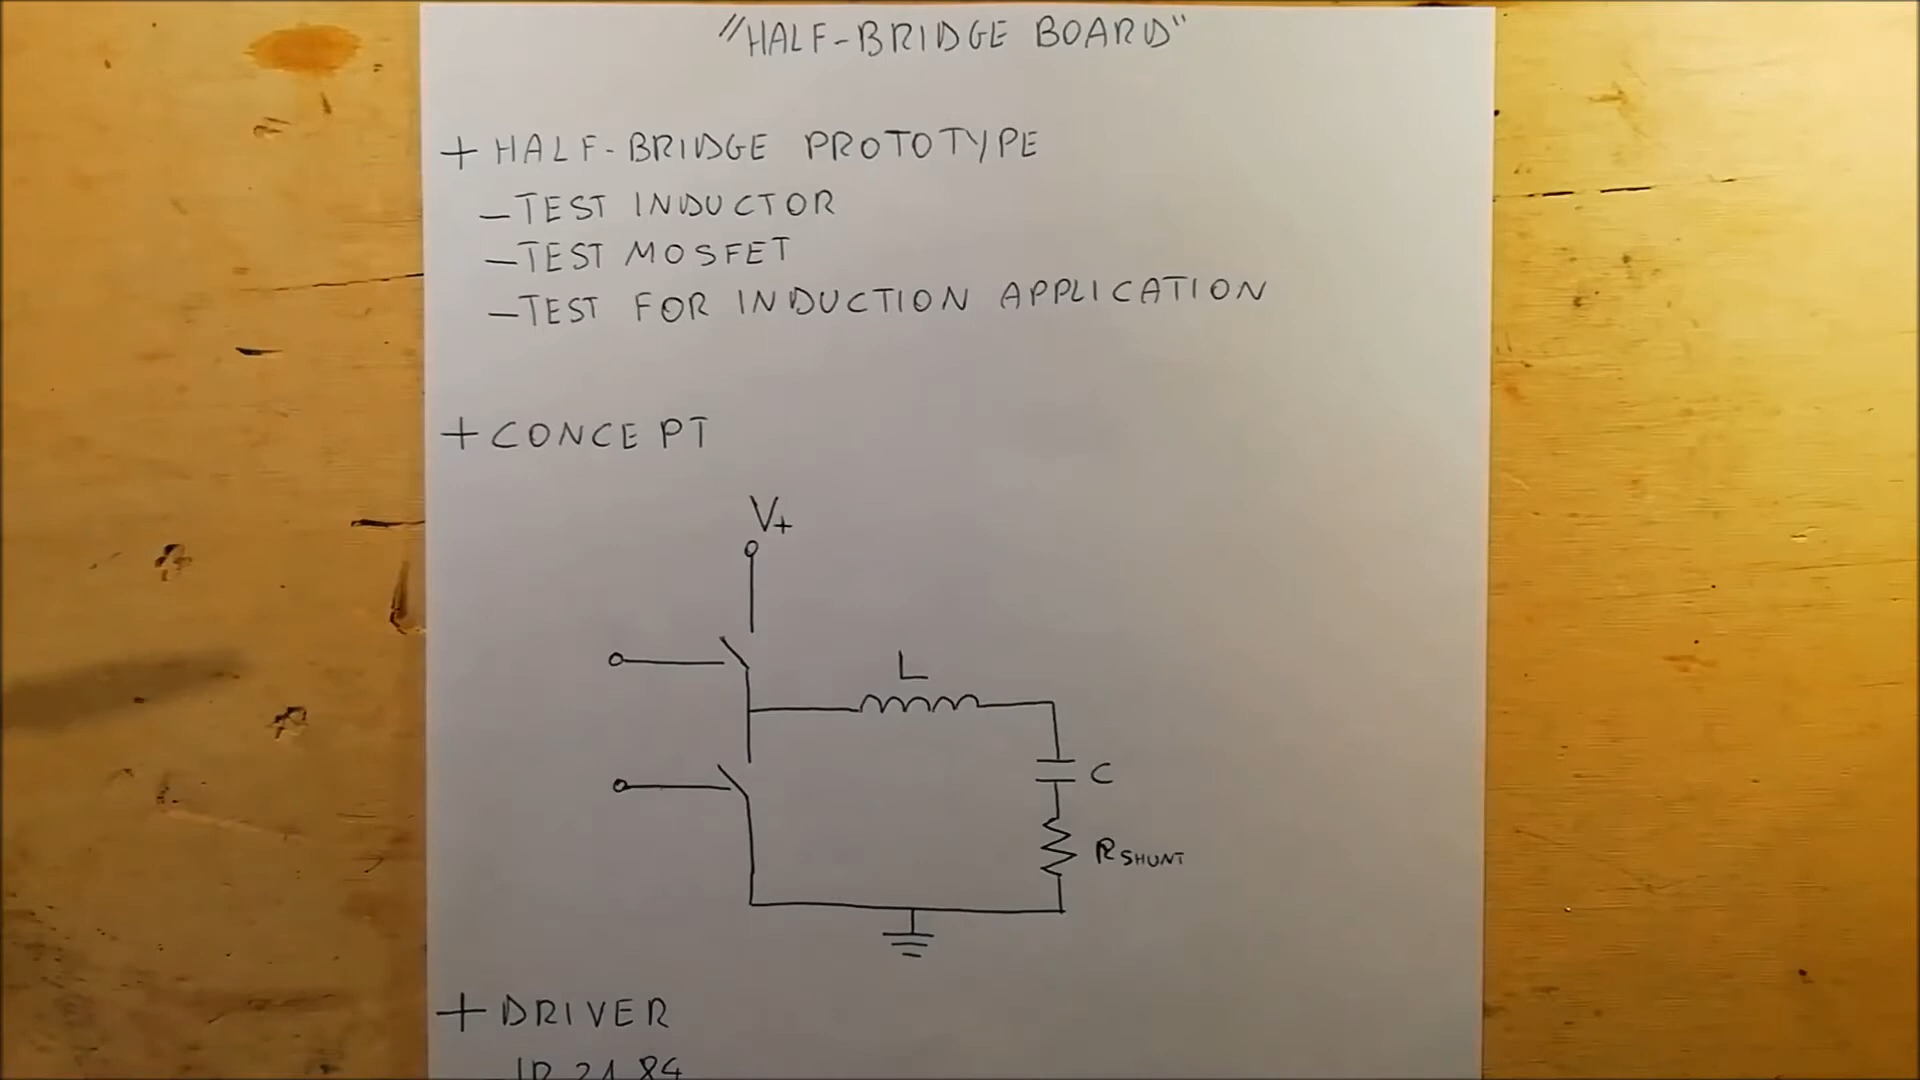 "HALF-BRIDGE BOARD"
+ HALF-BRIDGE PROTOTYPE
- TEST INDUCTOR
- TEST MOSFET
- TEST FOR INDUCTION APPLICATION
+ CONCEPT
V+
L
C
RSHUNT
+ DRIVER